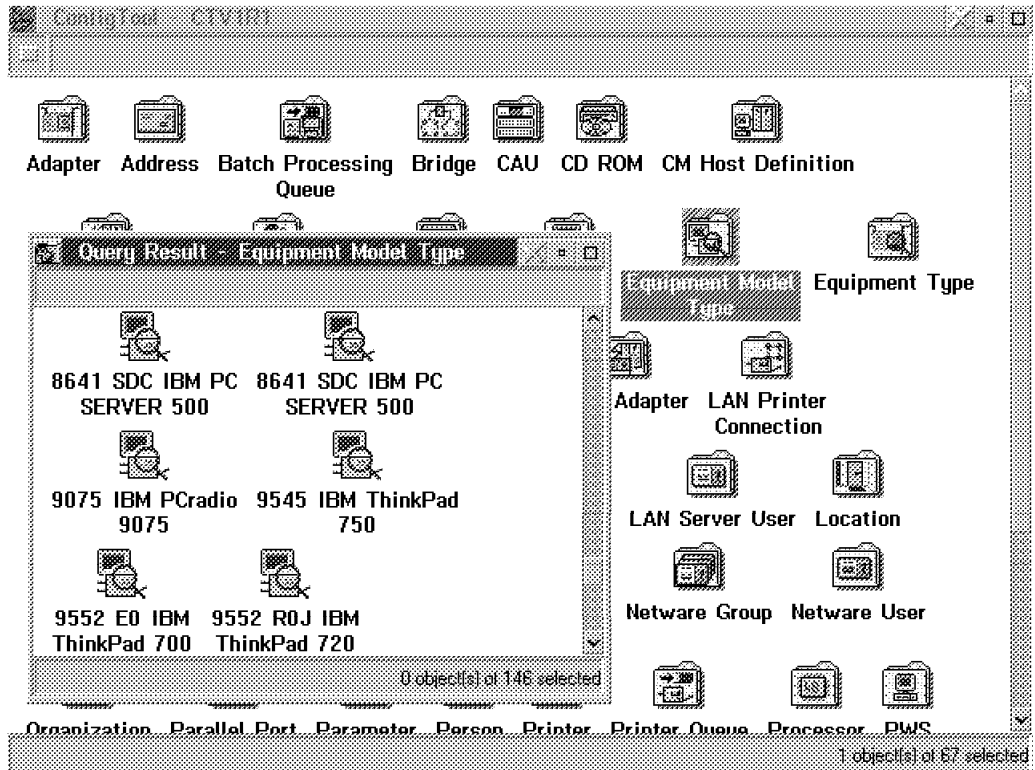 ConfigTool - CTV1R1
Adapter Address Batch Processing Bridge CAU CD ROM CM Host Definition
Queue
Query Result - Equipment Model Type
Equipment Model Equipment Type
Type
8641 SDC IBM PC 8641 SDC IBM PC
SERVER 500 SERVER 500
Adapter LAN Printer
Connection
9075 IBM PCradio 9545 IBM ThinkPad
9075 750
LAN Server User Location
9552 E0 IBM 9552 R0J IBM
ThinkPad 700 ThinkPad 720
Netware Group Netware User
0 object(s) of 146 selected
Organization Parallel Port Parameter Person Printer Printer Queue Processor PWS
1 object(s) of 67 selected